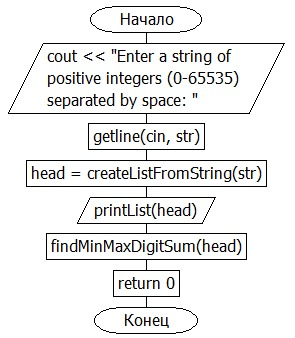 Начало
cout << "Enter a string of
positive integers (0-65535)
separated by space: "
getline(cin, str)
head = createListFromString(str)
printList(head)
findMinMaxDigitSum(head)
return 0
Конец